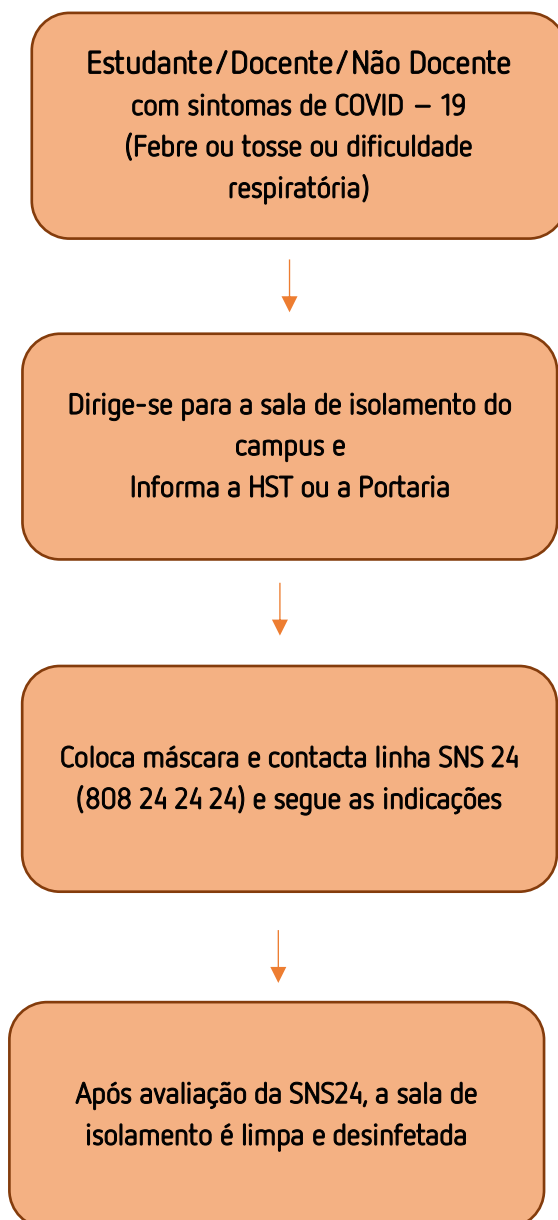 Estudante/Docente/Não Docente
com sintomas de COVID – 19
(Febre ou tosse ou dificuldade
respiratória)
Dirige-se para a sala de isolamento do
campus e
Informa a HST ou a Portaria
Coloca máscara e contacta linha SNS 24
(808 24 24 24) e segue as indicações
Após avaliação da SNS24, a sala de
isolamento é limpa e desinfetada